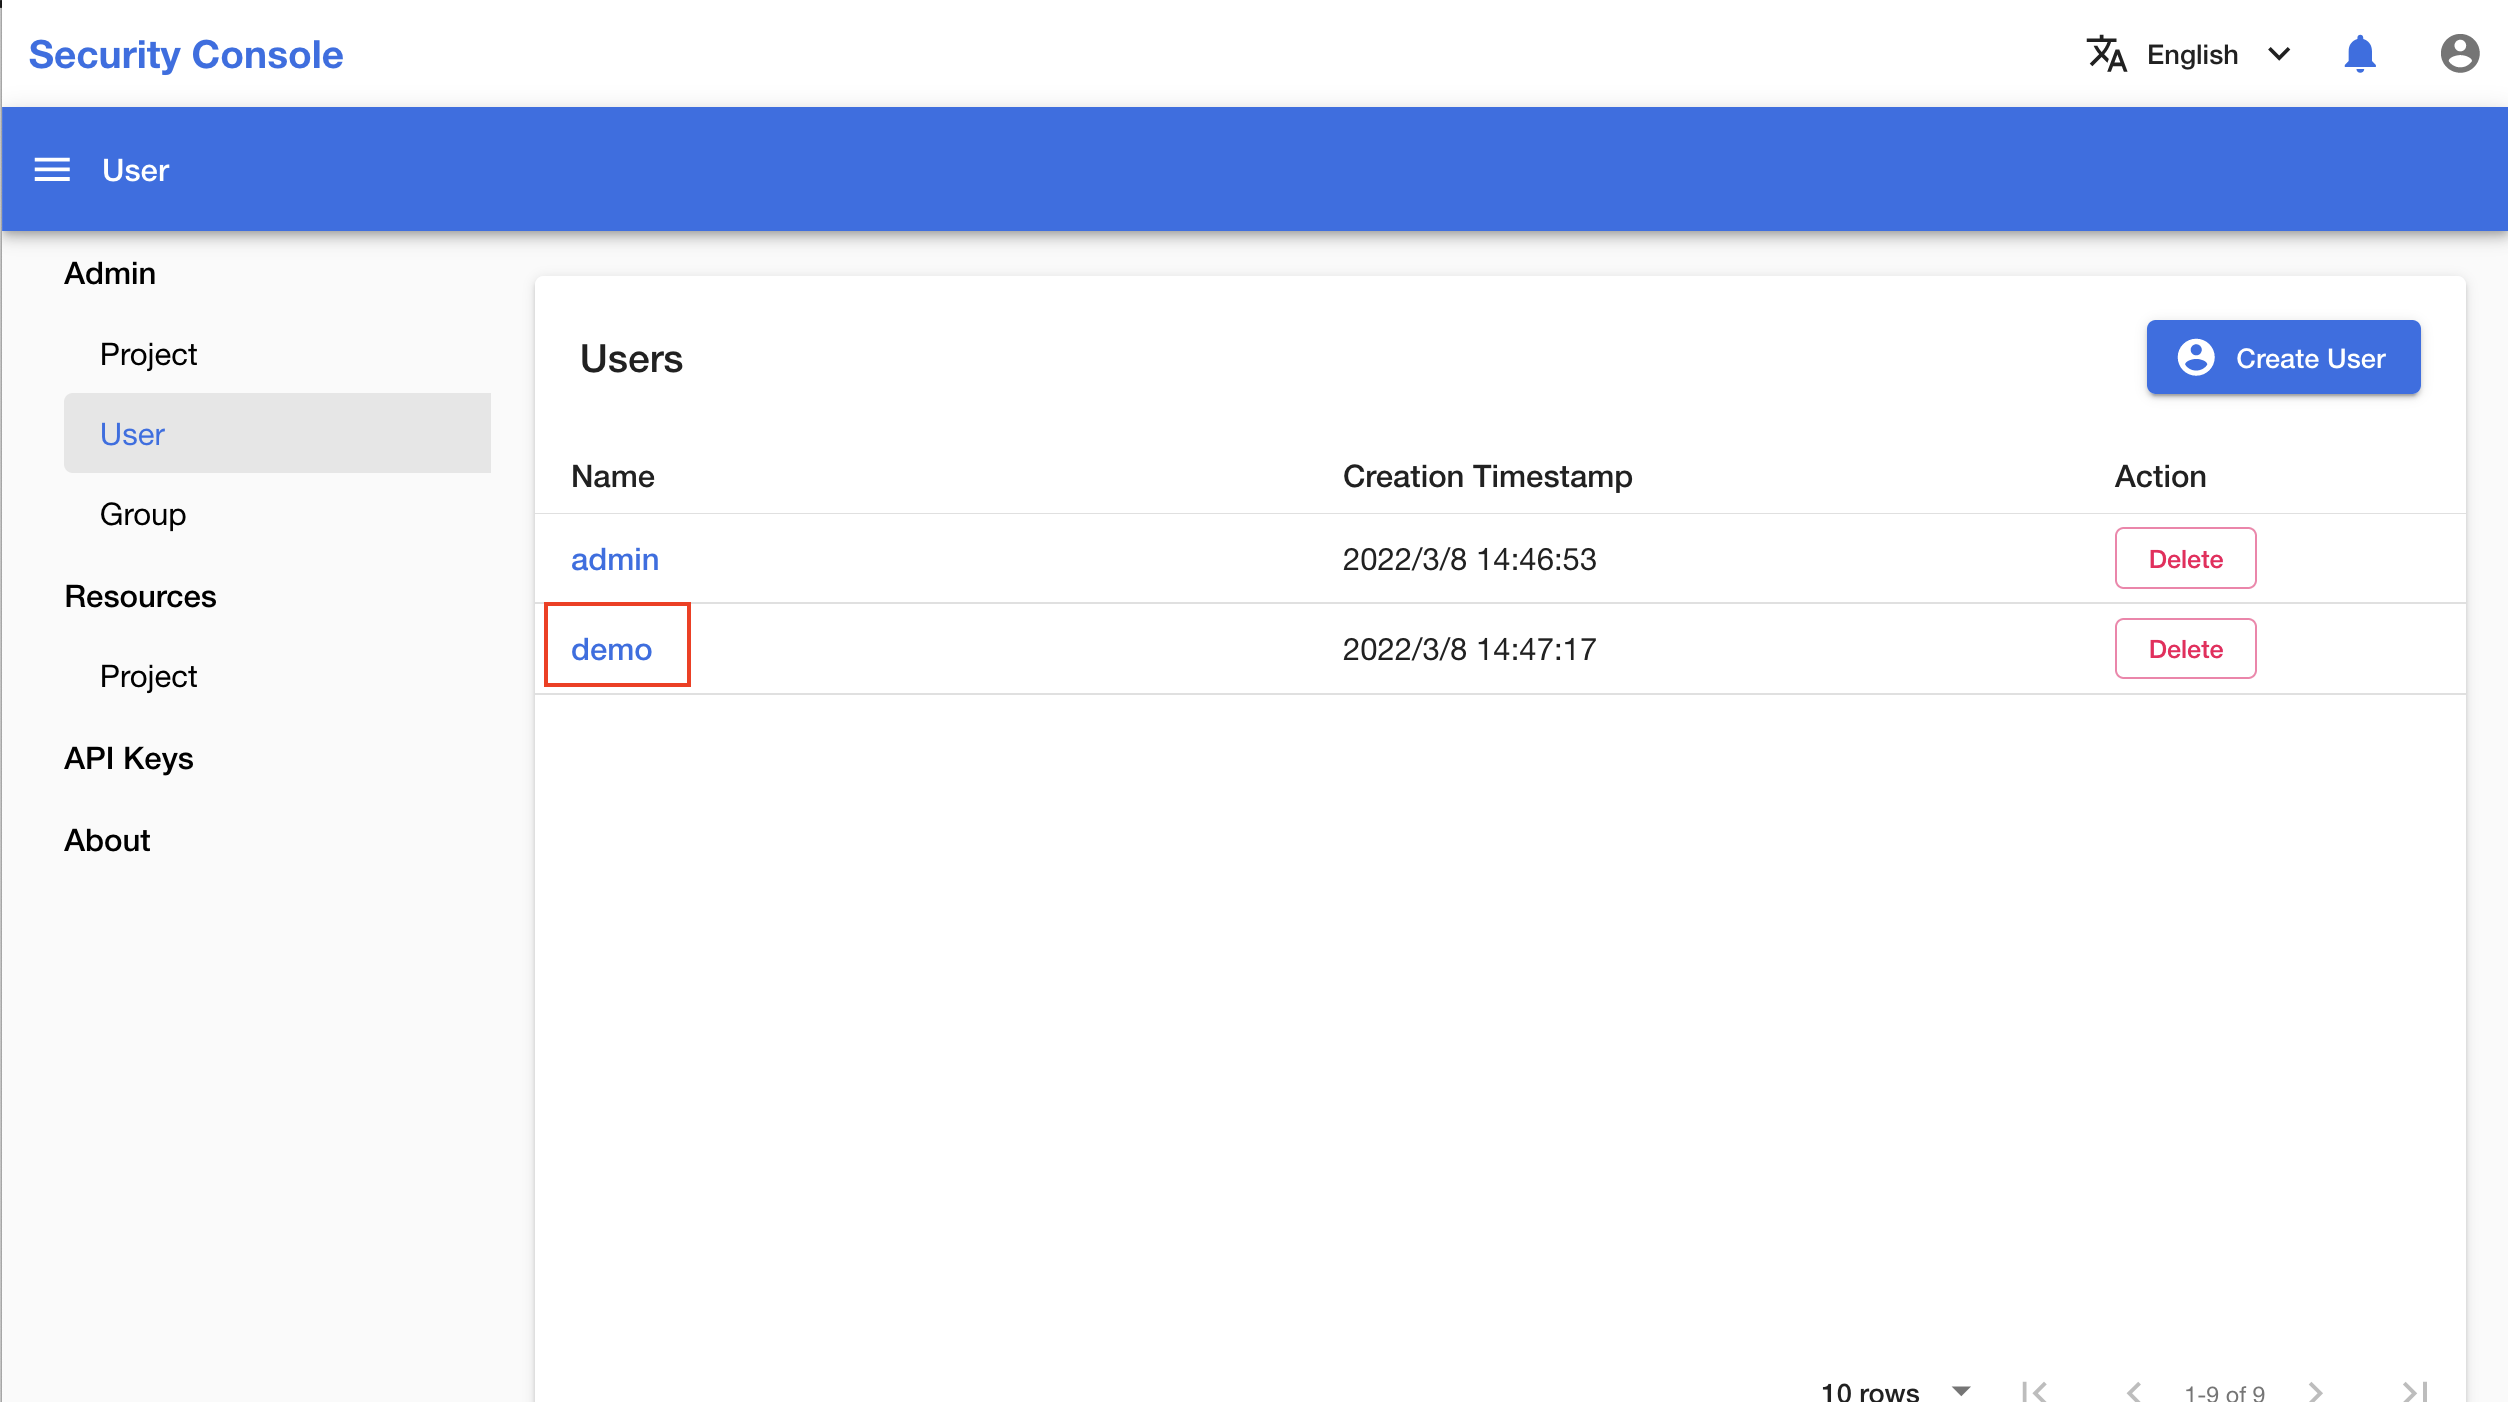 Security Console
English
User
Admin
Project
User
Group
Resources
Project
API Keys
About
Users
Create User
Name Creation Timestamp Action
admin 2022/3/8 14:46:53 Delete
demo 2022/3/8 14:47:17 Delete
10 rows 1-9 of 9